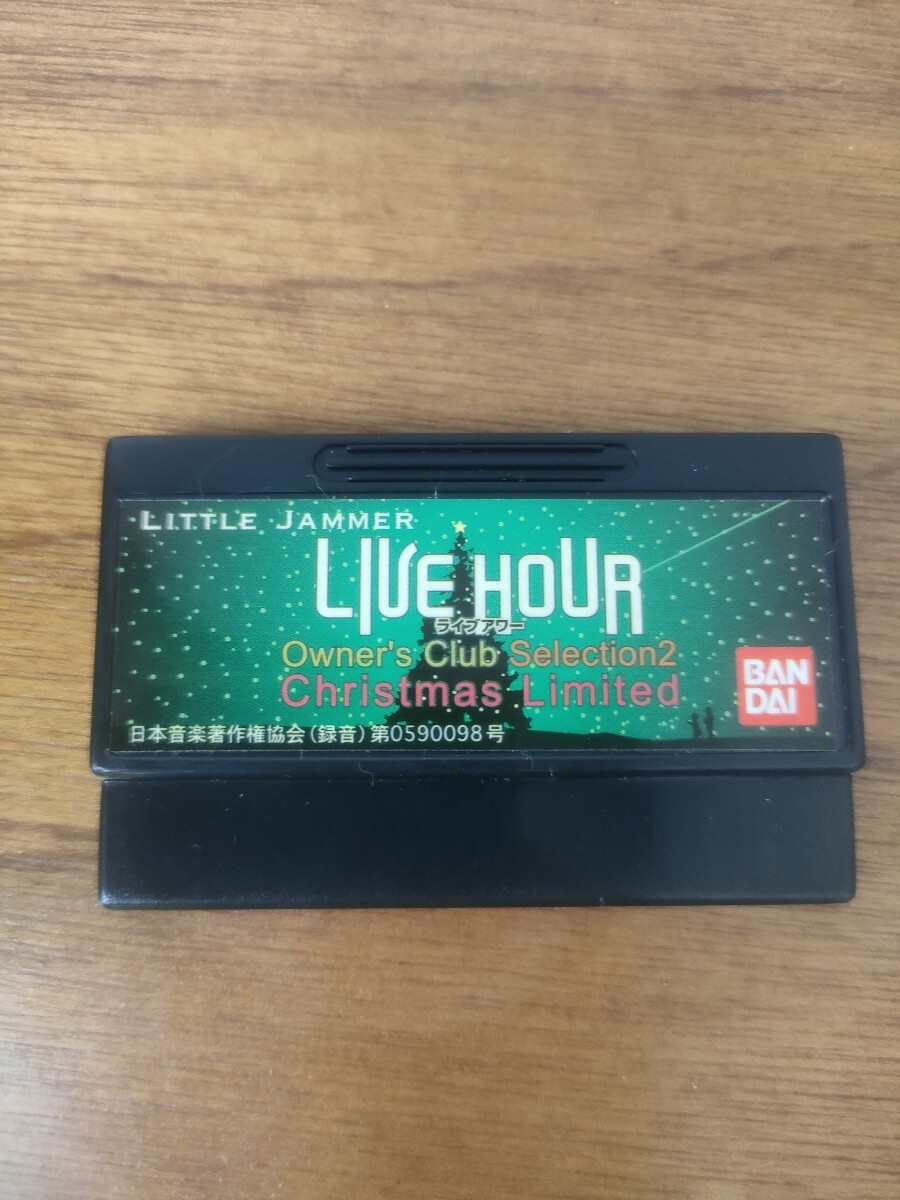 LITTLE JAMMER
LIVE HOUR
ライブアワー
Owner's Club Selection2
Christmas Limited
BAN
DAI
日本音楽著作権協会(録音)第0590098号